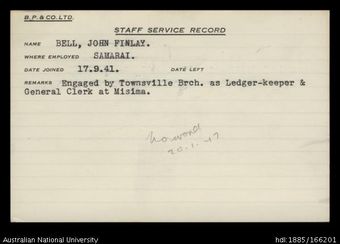 B.P. & CO. LTD.
STAFF SERVICE RECORD
NAME BELL, JOHN FINLAY.
WHERE EMPLOYED SAMARAI.
DATE JOINED 17.9.41. DATE LEFT
REMARKS Engaged by Townsville Brch. as Ledger-keeper &
General Clerk at Misima.
20.1.
Australian National University
hdl:1885/166201